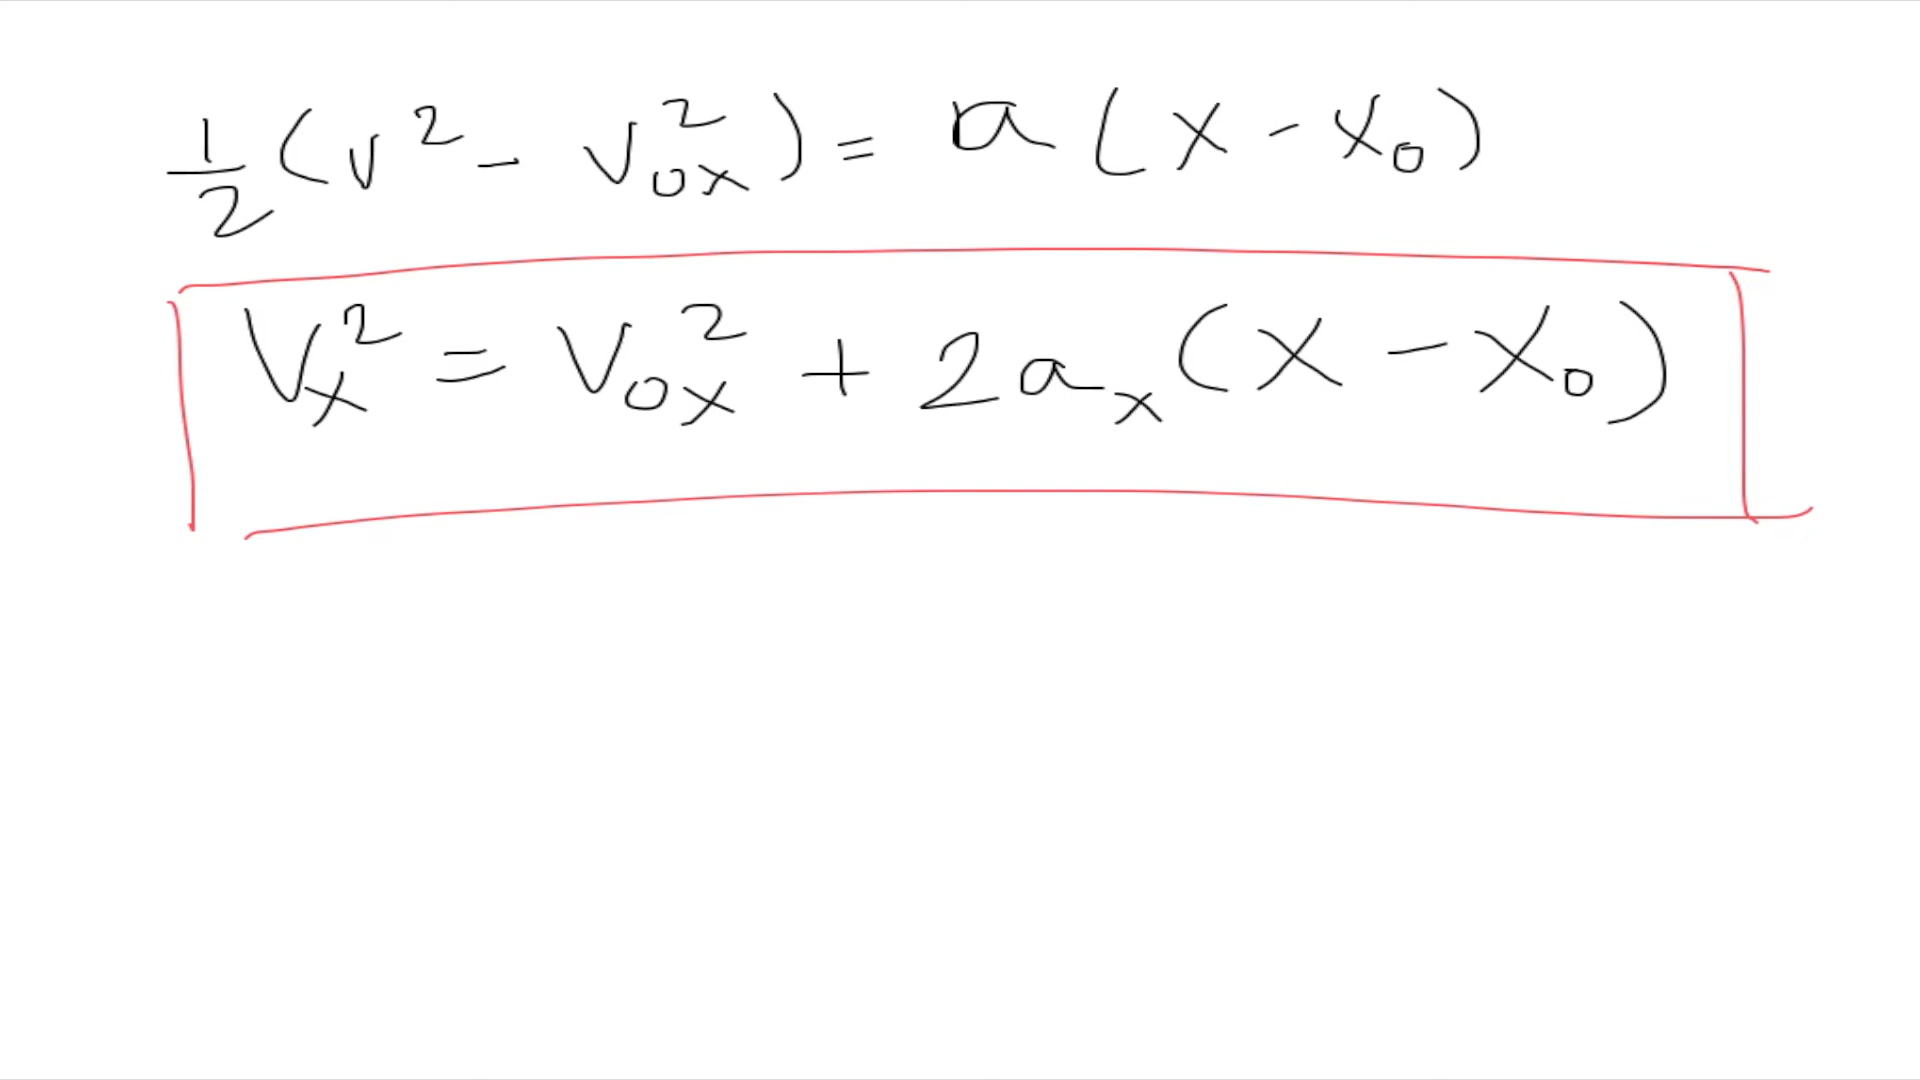 ½(v² - v₀ₓ²) = a(x - x₀)
Vₓ² = V₀ₓ² + 2aₓ(x - x₀)